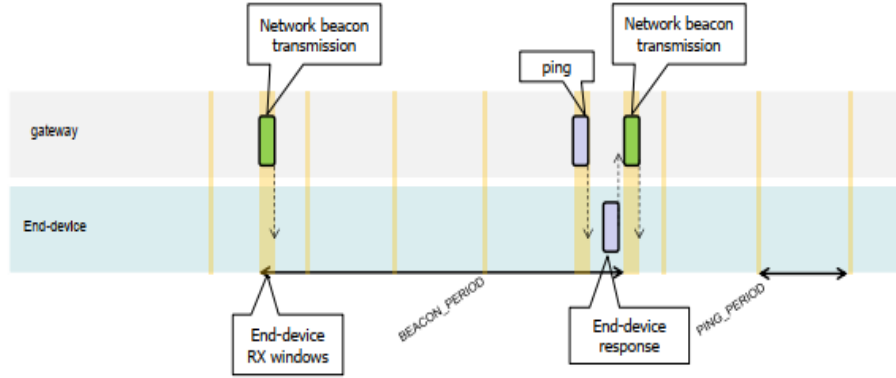 Network beacon
transmission
ping
Network beacon
transmission
gateway
End-device
BEACON_PERIOD
PING_PERIOD
End-device
RX windows
End-device
response